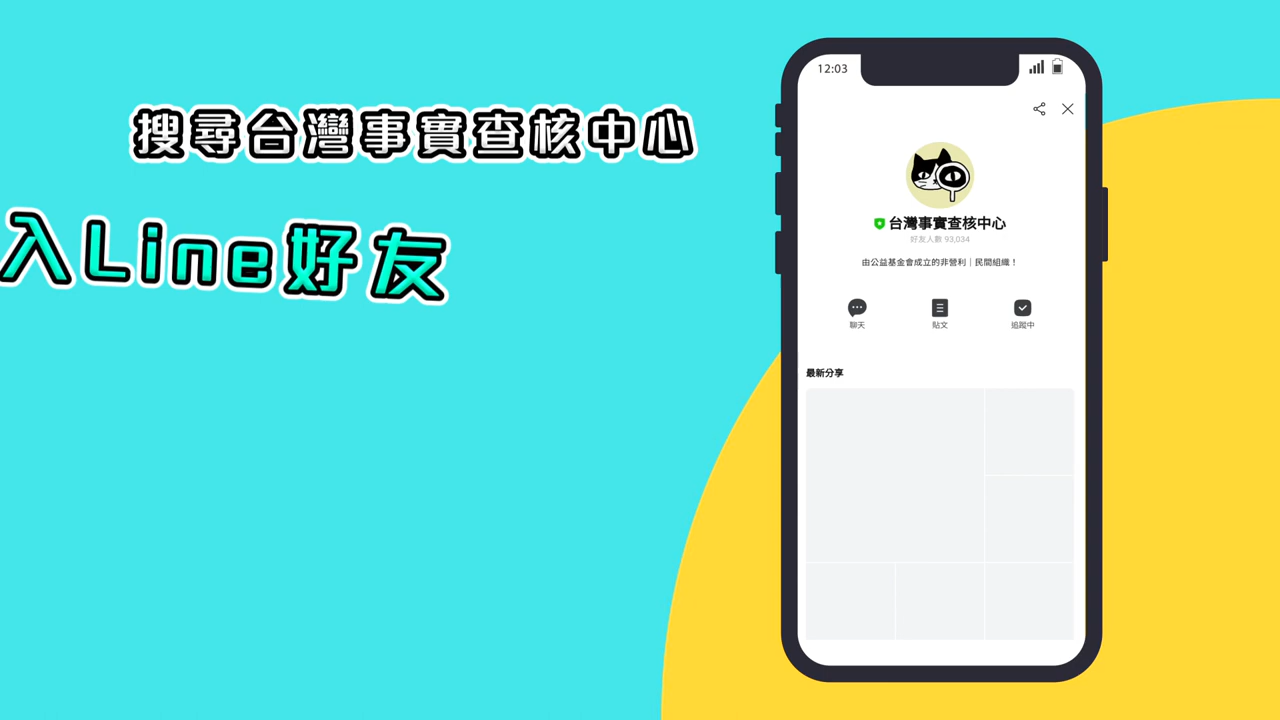 搜尋台灣事實查核中心
入Line好友
12:03
台灣事實查核中心
好友人數 93,034
由公益基金會成立的非營利｜民間組織！
聊天 貼文 追蹤中
最新分享